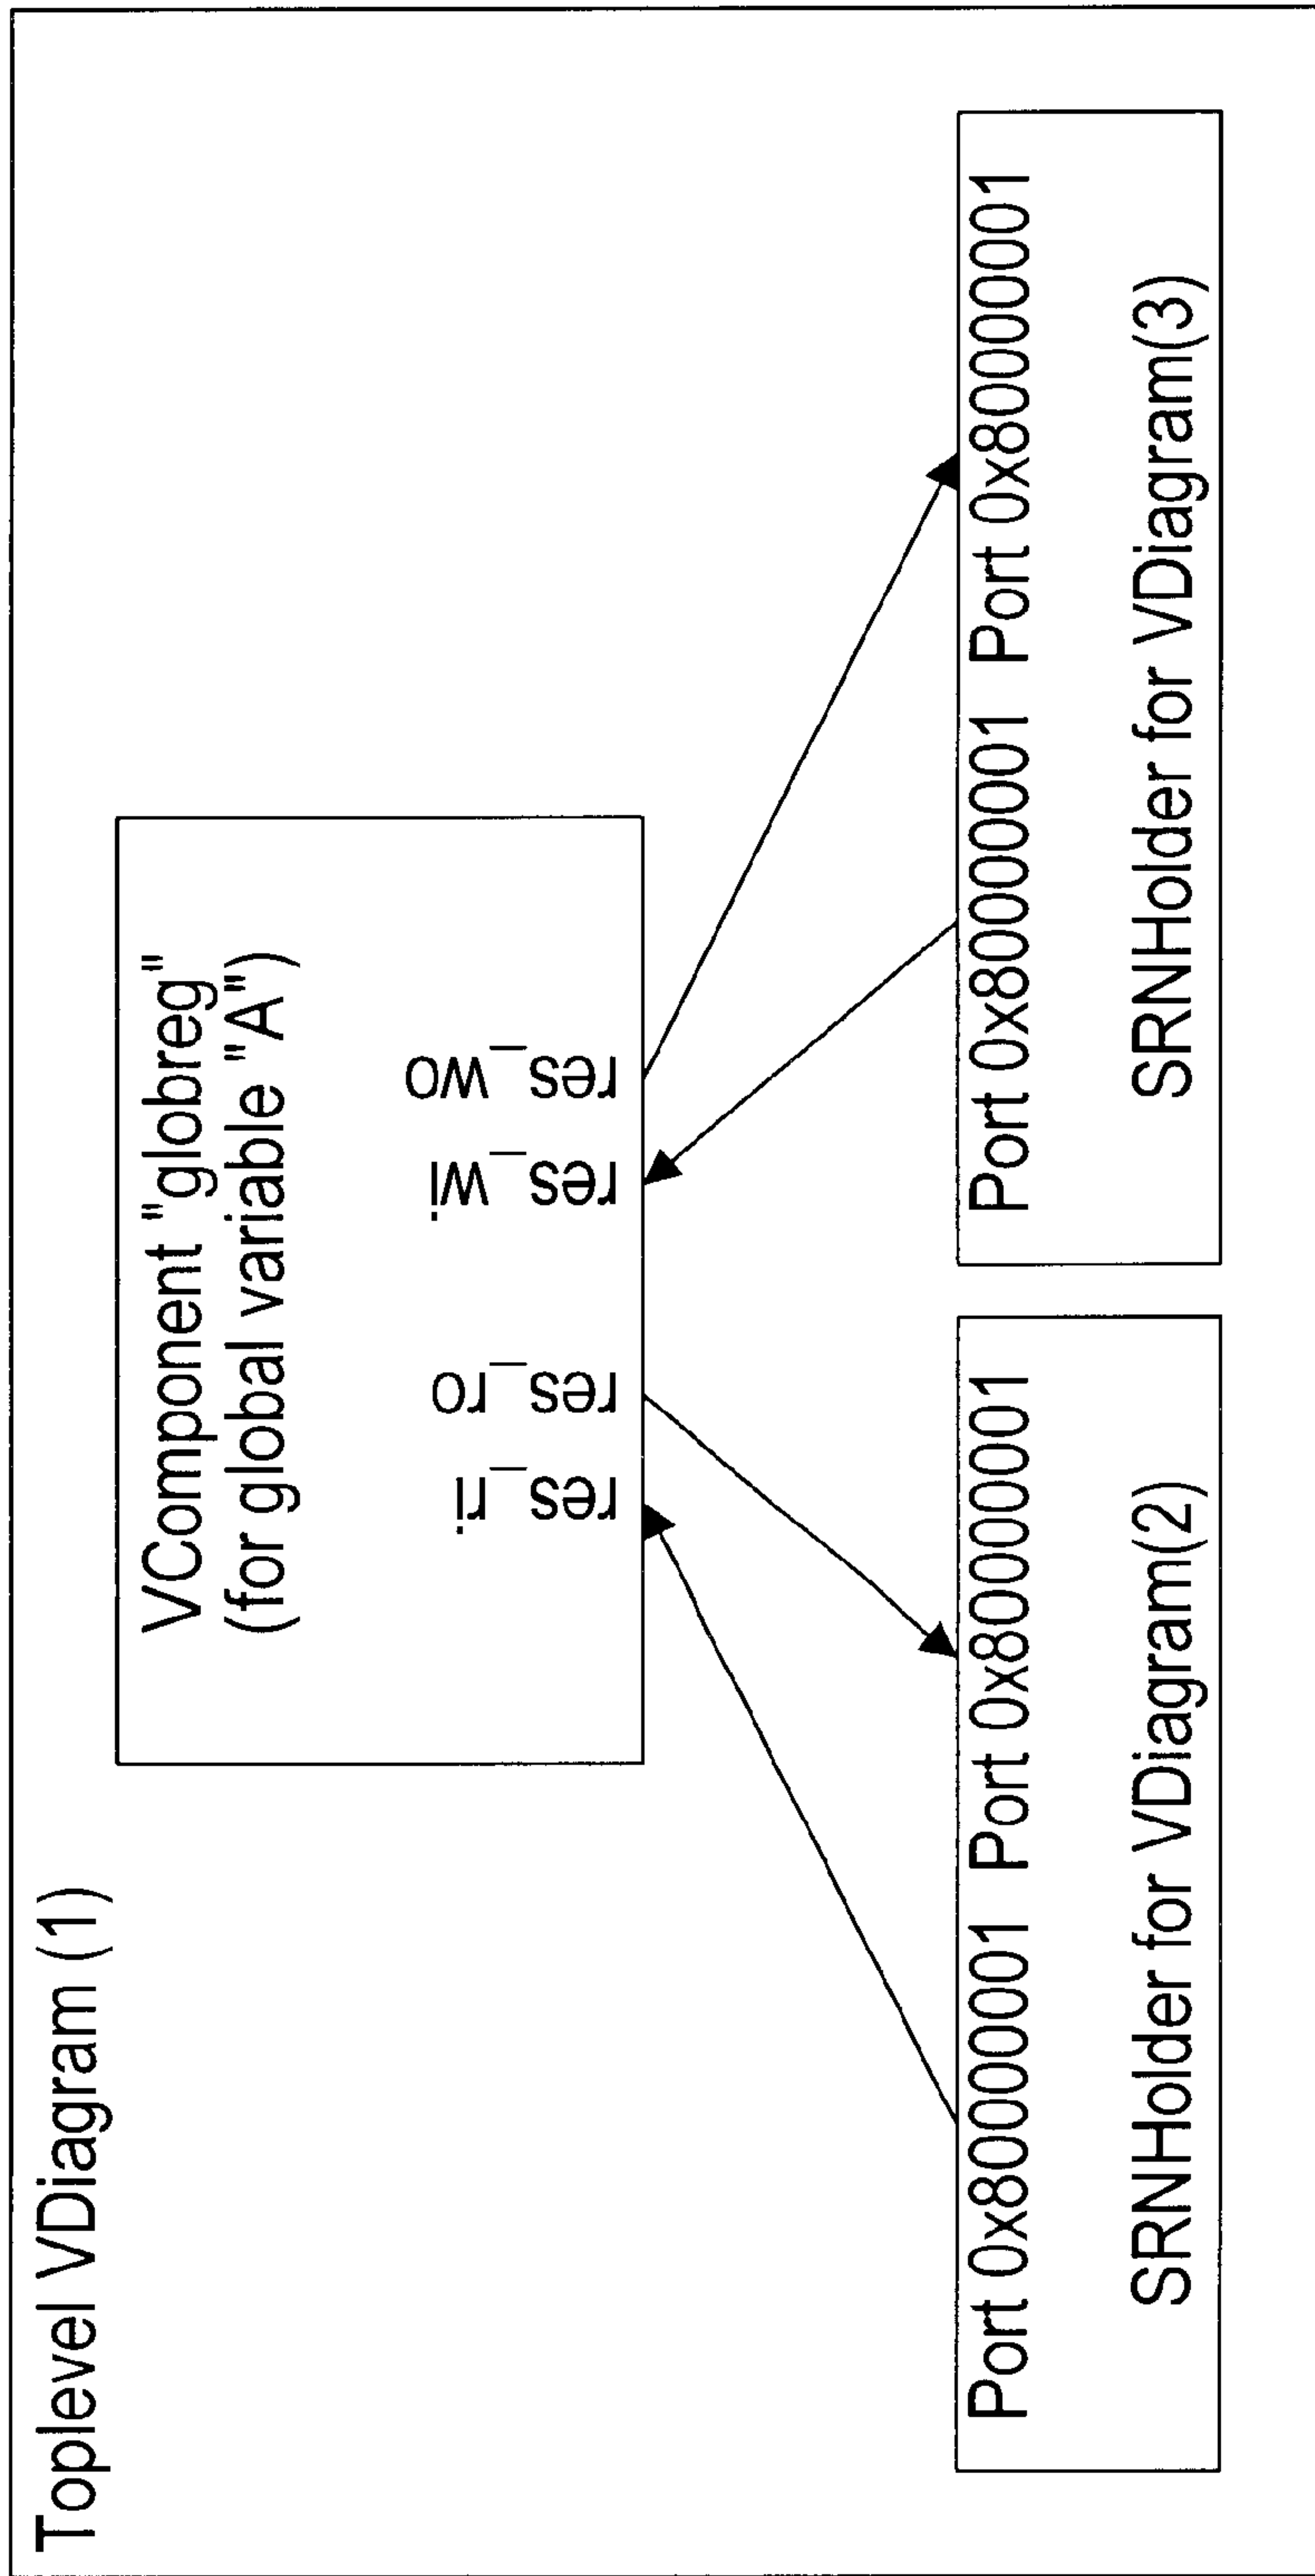 Toplevel VDiagram (1)
VComponent "globreg"
(for global variable "A")
res_ri res_ro res_wi res_wo
Port 0x80000001 Port 0x80000001
SRNHolder for VDiagram(2)
Port 0x80000001 Port 0x80000001
SRNHolder for VDiagram(3)